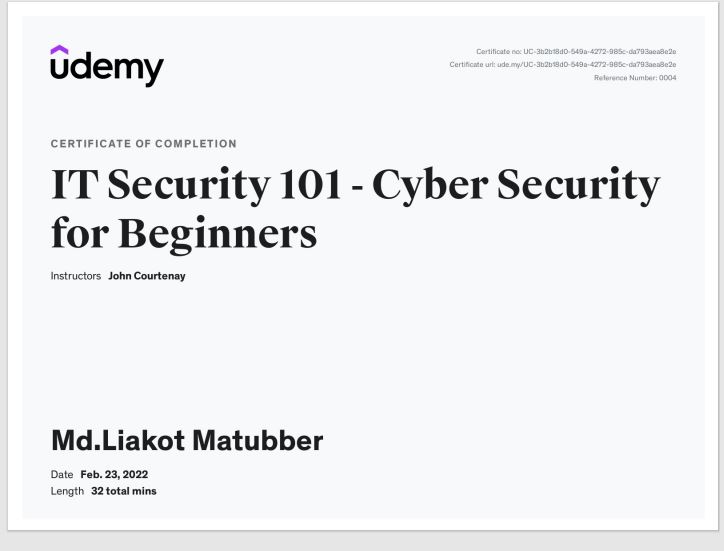 udemy
Certificate no: UC-3b2b18d0-549a-4272-985c-da793aea8e2e
Certificate url: ude.my/UC-3b2b18d0-549a-4272-985c-da793aea8e2e
Reference Number: 0004
CERTIFICATE OF COMPLETION
IT Security 101 - Cyber Security
for Beginners
Instructors John Courtenay
Md.Liakot Matubber
Date Feb. 23, 2022
Length 32 total mins